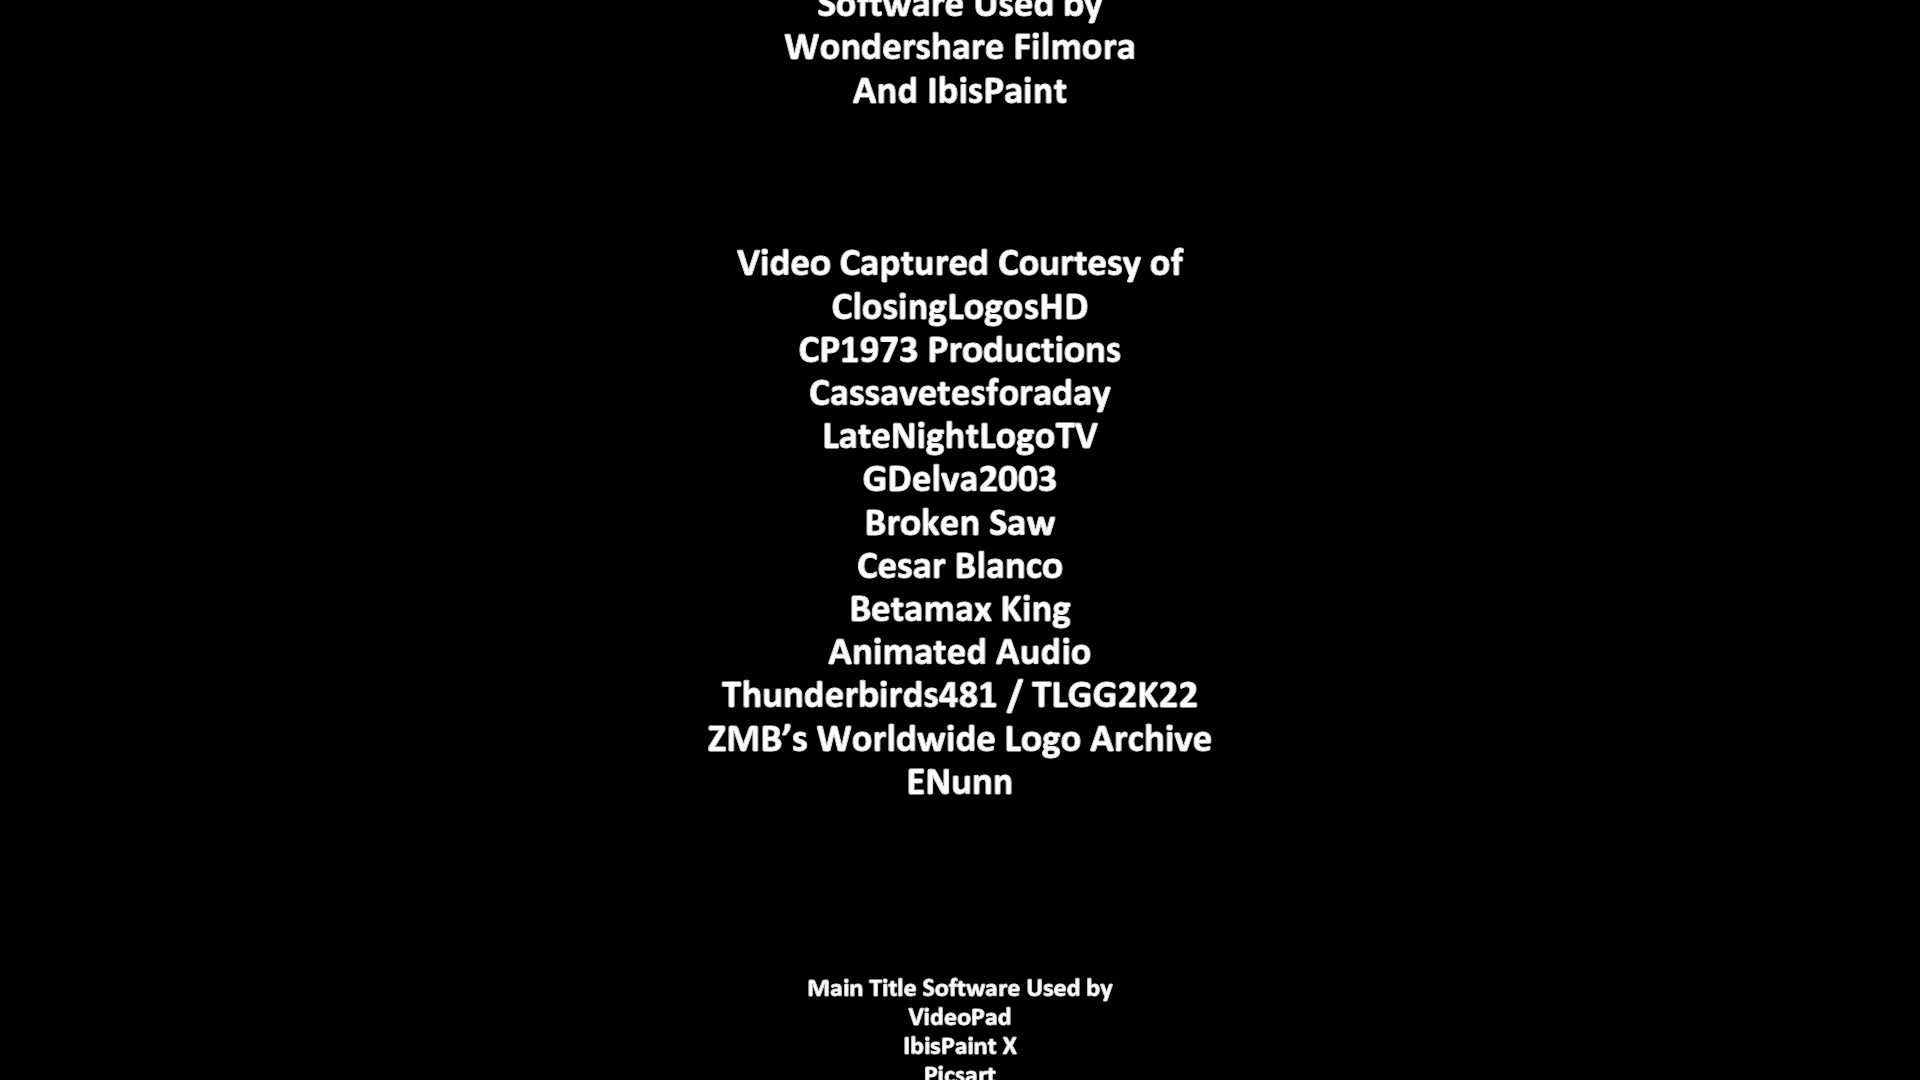 Software Used by
Wondershare Filmora
And IbisPaint
Video Captured Courtesy of
ClosingLogosHD
CP1973 Productions
Cassavetesforaday
LateNightLogoTV
GDelva2003
Broken Saw
Cesar Blanco
Betamax King
Animated Audio
Thunderbirds481 / TLGG2K22
ZMB’s Worldwide Logo Archive
ENunn
Main Title Software Used by
VideoPad
IbisPaint X
Picsart